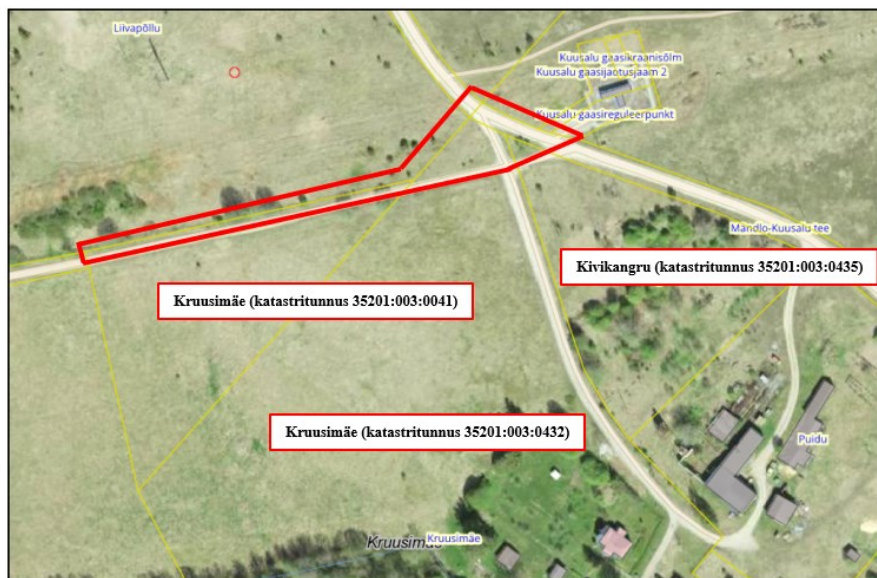 Liivapõllu
Kuusalu gaasikraanisõlm
Kuusalu gaasijaotusjaam 2
Kuusalu gaasireguleerpunkt
Mandlo-Kuusalu tee
Kivikangru (katastritunnus 35201:003:0435)
Kruusimäe (katastritunnus 35201:003:0041)
Kruusimäe (katastritunnus 35201:003:0432)
Puidu
Kruusimäe
Kruusimäe